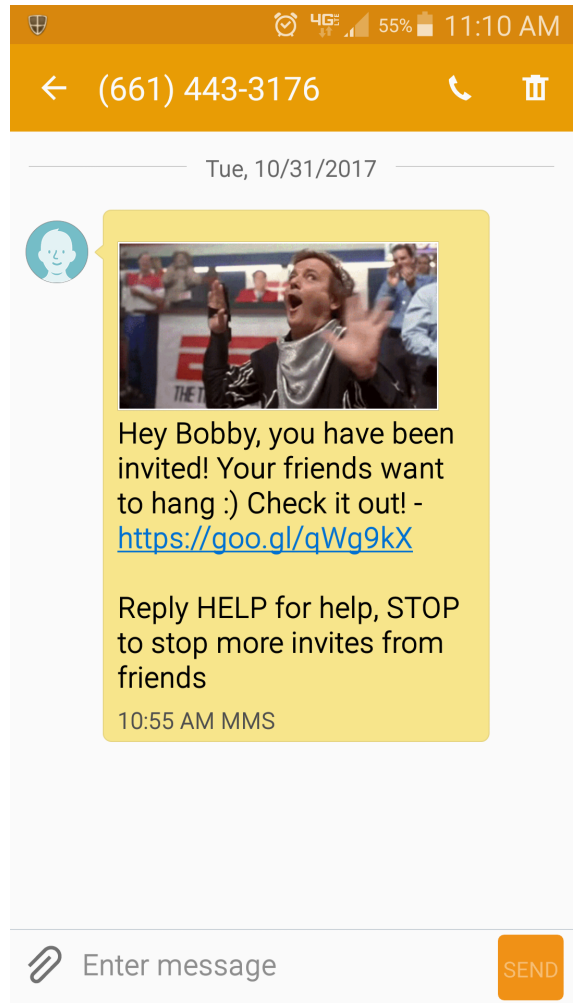 4G LTE 55% 11:10 AM
(661) 443-3176
Tue, 10/31/2017
THE T
Hey Bobby, you have been
invited! Your friends want
to hang :) Check it out! -
https://goo.gl/qWg9kX
Reply HELP for help, STOP
to stop more invites from
friends
10:55 AM MMS
Enter message
SEND